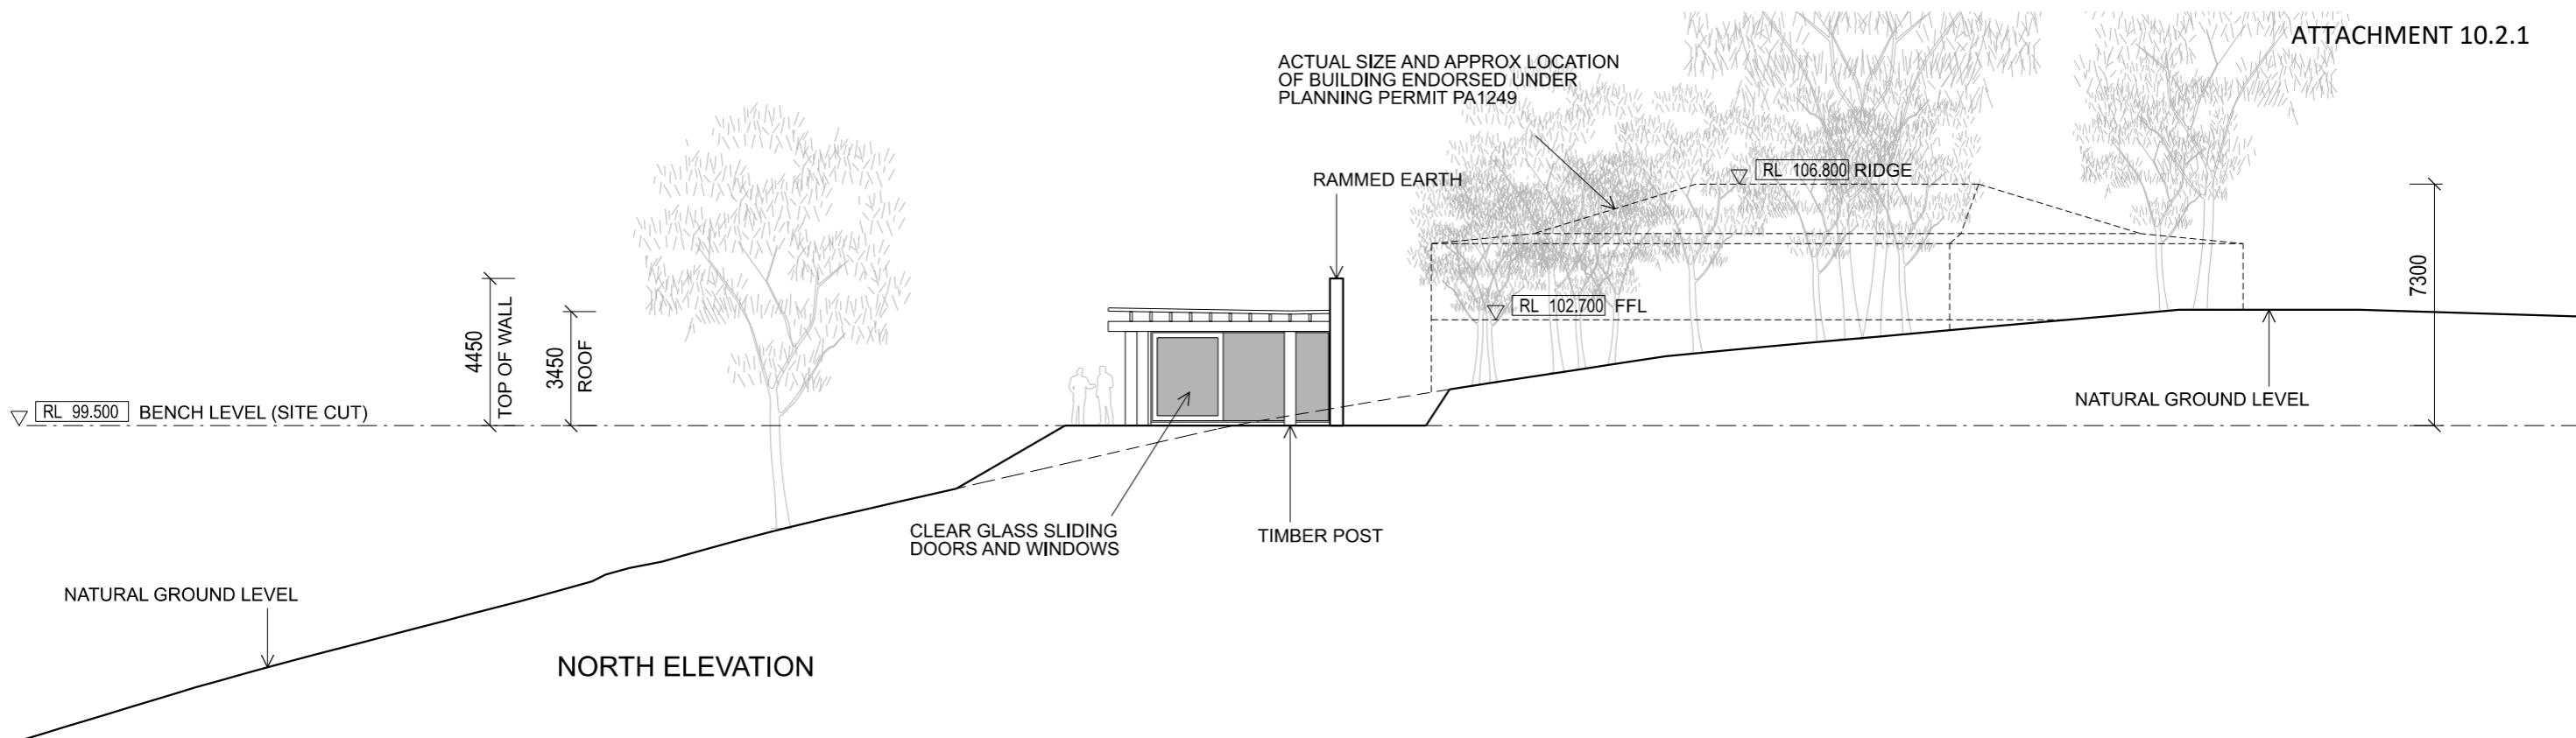 ATTACHMENT 10.2.1
ACTUAL SIZE AND APPROX LOCATION
OF BUILDING ENDORSED UNDER
PLANNING PERMIT PA1249
RAMMED EARTH
RL 106.800 RIDGE
RL 102.700 FFL
7300
4450
TOP OF WALL
3450
ROOF
RL 99.500 BENCH LEVEL (SITE CUT)
NATURAL GROUND LEVEL
CLEAR GLASS SLIDING
DOORS AND WINDOWS
TIMBER POST
NATURAL GROUND LEVEL
NORTH ELEVATION